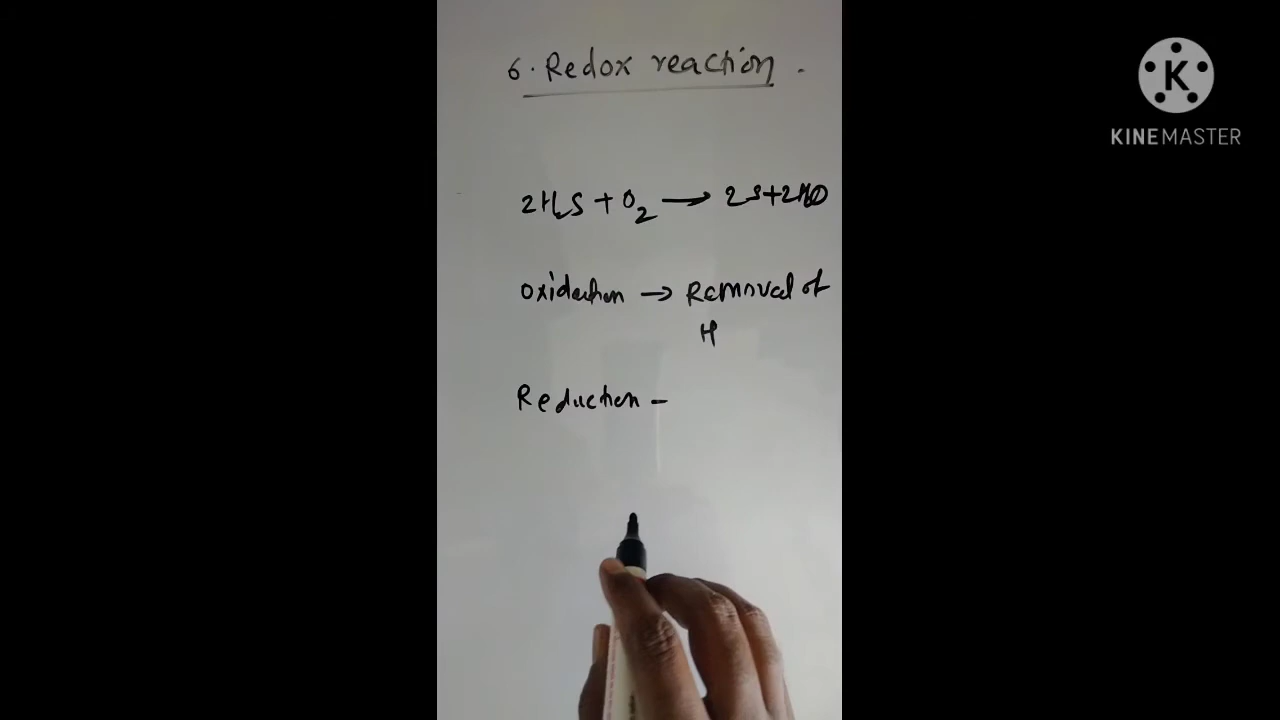 6. Redox reaction.
2H₂S + O₂ → 2S+2H₂O
Oxidation → Removal of
H
Reduction -
K
KINEMASTER